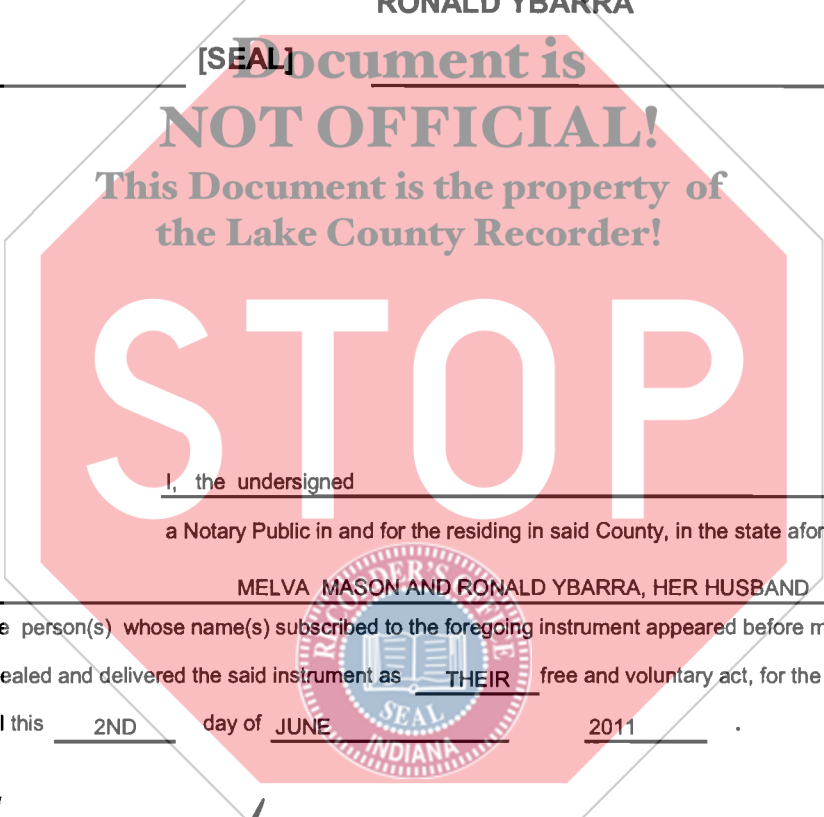 RONALD YBARRA
[SEAL]
Document is
NOT OFFICIAL!
This Document is the property of
the Lake County Recorder!
STOP
I, the undersigned
a Notary Public in and for the residing in said County, in the state
MELVA MASON AND RONALD YBARRA, HER HUSBAND
person(s) whose name(s) subscribed to the foregoing instrument appeared before
and delivered the said instrument as THEIR free and voluntary act, for the
this 2ND day of JUNE 2011 .
RECORDER'S OFFICE
SEAL
INDIANA